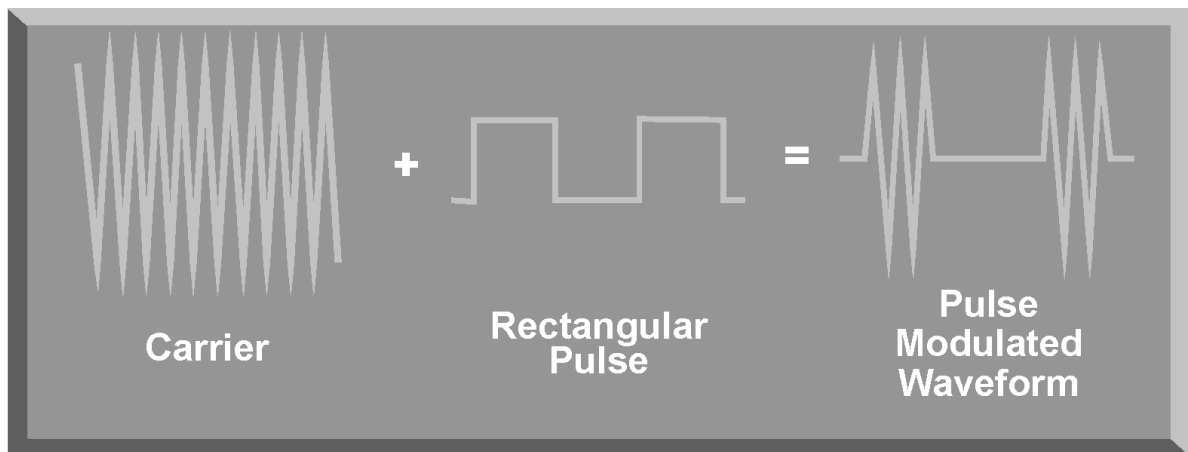 +
=
Carrier
Rectangular
Pulse
Pulse
Modulated
Waveform